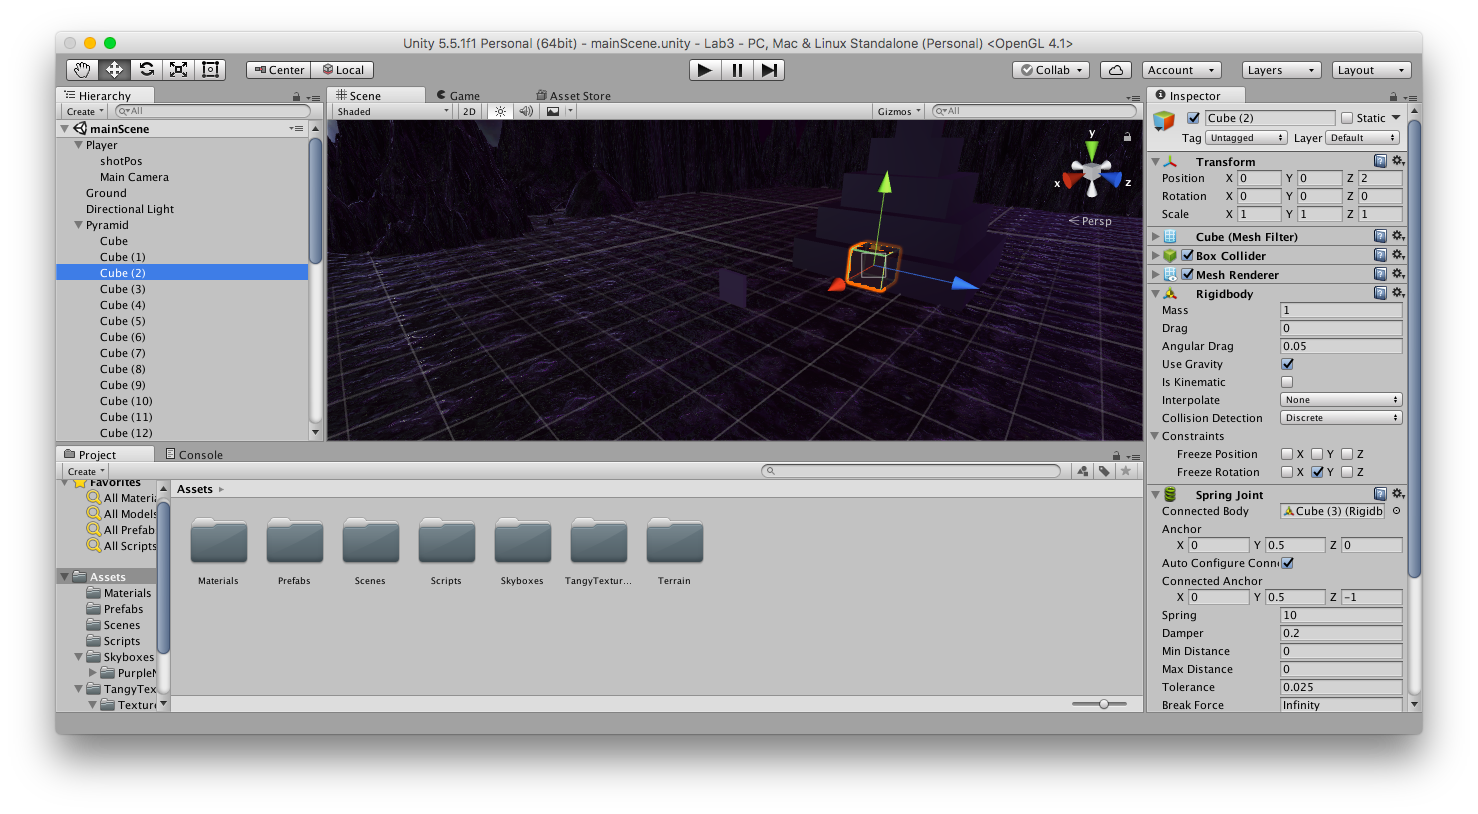 Unity 5.5.1f1 Personal (64bit) - mainScene.unity - Lab3 - PC, Mac & Linux Standalone (Personal) <OpenGL 4.1>
Center Local Collab Account Layers Layout
Hierarchy
Create All
mainScene
Player
shotPos
Main Camera
Ground
Directional Light
Pyramid
Cube
Cube (1)
Cube (2)
Cube (3)
Cube (4)
Cube (5)
Cube (6)
Cube (7)
Cube (8)
Cube (9)
Cube (10)
Cube (11)
Cube (12)
Scene Game Asset Store
Shaded 2D Gizmos All
y
x z
Persp
Inspector
Cube (2) Static
Tag Untagged Layer Default
Transform
Position X 0 Y 0 Z 2
Rotation X 0 Y 0 Z 0
Scale X 1 Y 1 Z 1
Cube (Mesh Filter)
Box Collider
Mesh Renderer
Rigidbody
Mass 1
Drag 0
Angular Drag 0.05
Use Gravity
Is Kinematic
Interpolate None
Collision Detection Discrete
Constraints
Freeze Position X Y Z
Freeze Rotation X Y Z
Spring Joint
Connected Body Cube (3) (Rigidb
Anchor
X 0 Y 0.5 Z 0
Auto Configure Conn
Connected Anchor
X 0 Y 0.5 Z -1
Spring 10
Damper 0.2
Min Distance 0
Max Distance 0
Tolerance 0.025
Break Force Infinity
Project Console
Create
Favorites
All Materia
All Models
All Prefab
All Scripts
Assets
Materials
Prefabs
Scenes
Scripts
Skyboxes
PurpleN
TangyTex
Texture
Assets
Materials Prefabs Scenes Scripts Skyboxes TangyTextur... Terrain